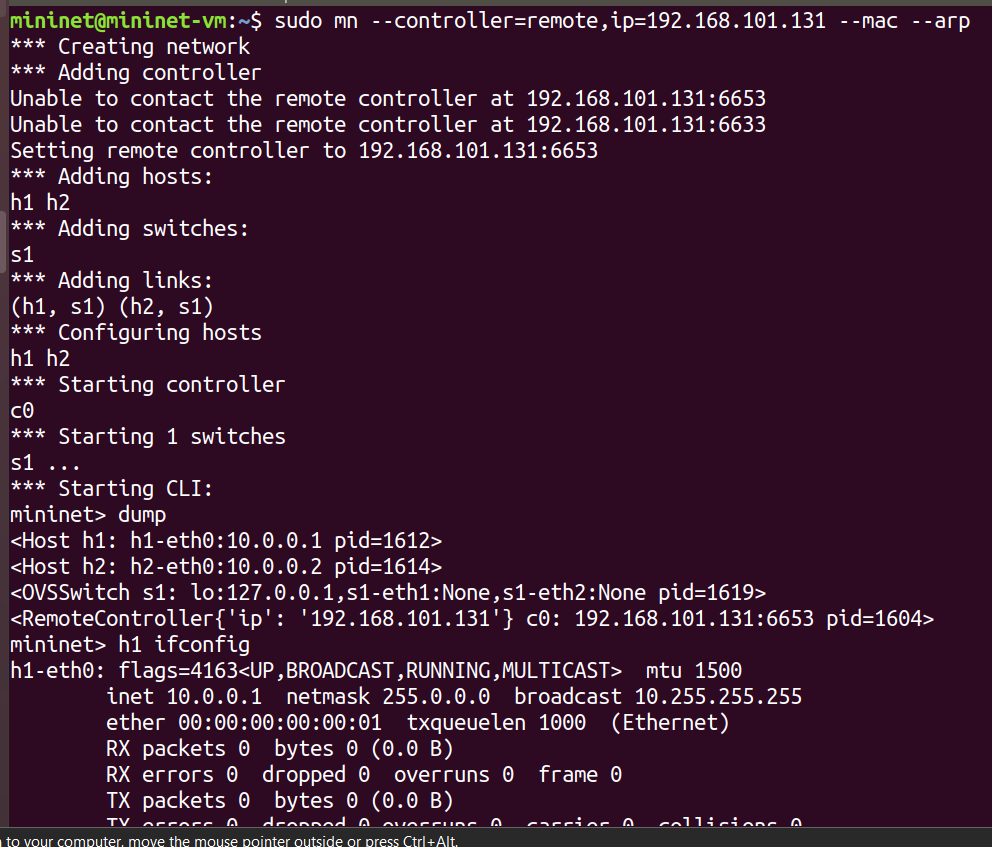 mininet@mininet-vm:~$ sudo mn --controller=remote,ip=192.168.101.131 --mac --arp
*** Creating network
*** Adding controller
Unable to contact the remote controller at 192.168.101.131:6653
Unable to contact the remote controller at 192.168.101.131:6633
Setting remote controller to 192.168.101.131:6653
*** Adding hosts:
h1 h2
*** Adding switches:
s1
*** Adding links:
(h1, s1) (h2, s1)
*** Configuring hosts
h1 h2
*** Starting controller
c0
*** Starting 1 switches
s1 ...
*** Starting CLI:
mininet> dump
<Host h1: h1-eth0:10.0.0.1 pid=1612>
<Host h2: h2-eth0:10.0.0.2 pid=1614>
<OVSSwitch s1: lo:127.0.0.1,s1-eth1:None,s1-eth2:None pid=1619>
<RemoteController{'ip': '192.168.101.131'} c0: 192.168.101.131:6653 pid=1604>
mininet> h1 ifconfig
h1-eth0: flags=4163<UP,BROADCAST,RUNNING,MULTICAST>  mtu 1500
        inet 10.0.0.1  netmask 255.0.0.0  broadcast 10.255.255.255
        ether 00:00:00:00:00:01  txqueuelen 1000  (Ethernet)
        RX packets 0  bytes 0 (0.0 B)
        RX errors 0  dropped 0  overruns 0  frame 0
        TX packets 0  bytes 0 (0.0 B)
        TX errors 0  dropped 0 overruns 0  carrier 0  collisions 0
to your computer, move the mouse pointer outside or press Ctrl+Alt.